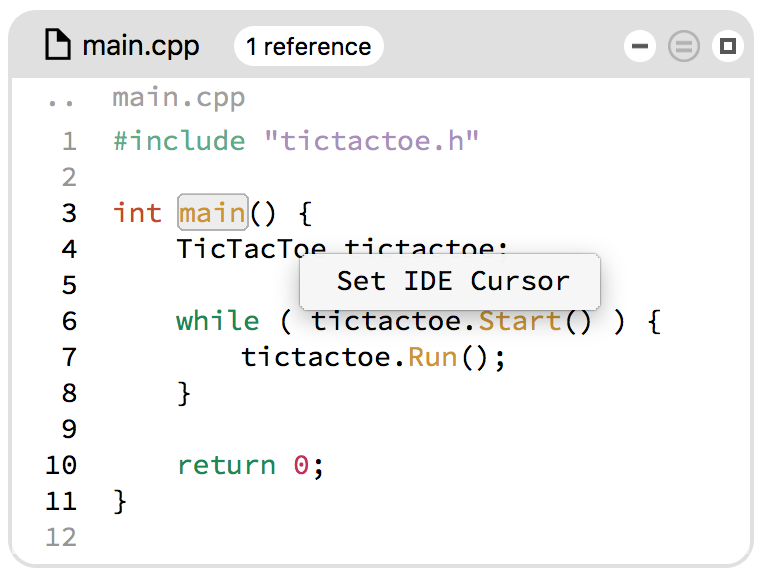 main.cpp 1 reference
.. main.cpp
1 #include "tictactoe.h"
2
3 int main() {
4     TicTacToe tictactoe;
Set IDE Cursor
5
6     while ( tictactoe.Start() ) {
7         tictactoe.Run();
8     }
9
10     return 0;
11 }
12